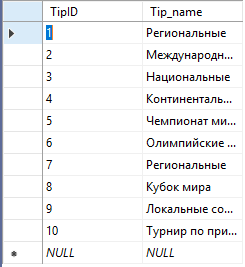 TipID Tip_name
1 Региональные
2 Международн...
3 Национальные
4 Континенталь...
5 Чемпионат ми...
6 Олимпийские ...
7 Региональные
8 Кубок мира
9 Локальные со...
10 Турнир по при...
NULL NULL